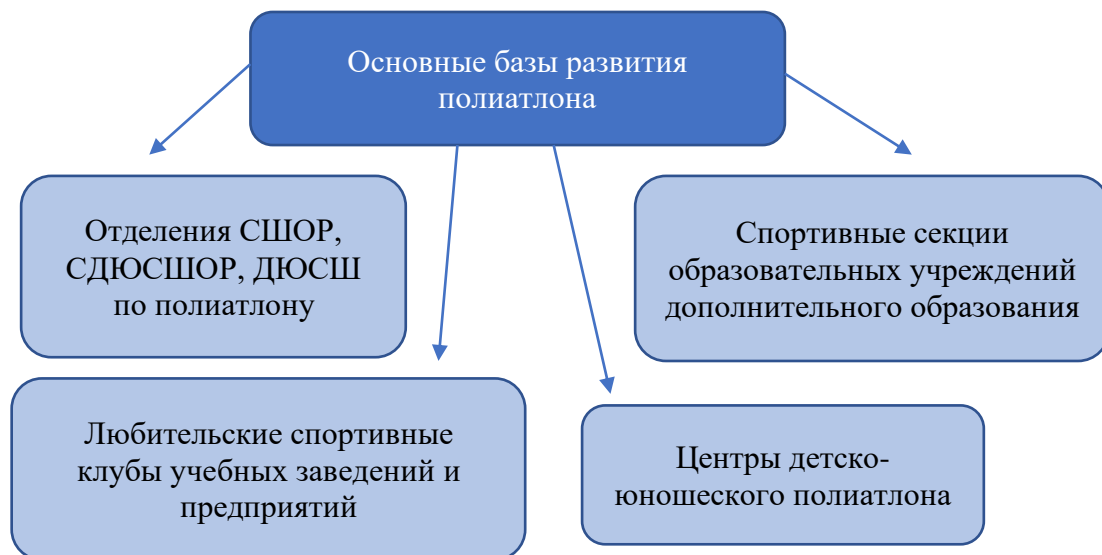 Основные базы развития
полиатлона
Отделения СШОР,
СДЮСШОР, ДЮСШ
по полиатлону
Спортивные секции
образовательных учреждений
дополнительного образования
Любительские спортивные
клубы учебных заведений и
предприятий
Центры детско-
юношеского полиатлона